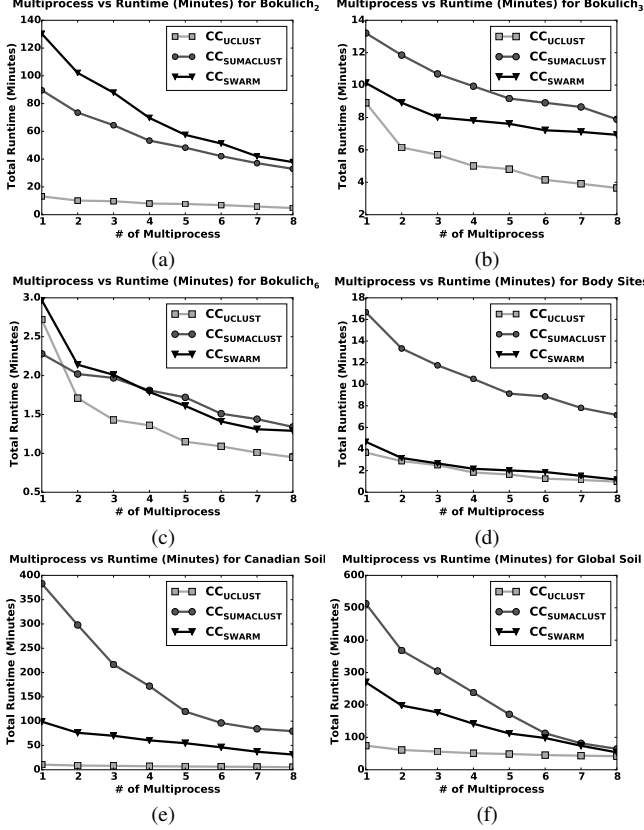 Multiprocess vs Runtime (Minutes) for Bokulich2
Total Runtime (Minutes)
140
120
100
80
60
40
20
0
CCUCLUST
CCSUMACLUST
CCSWARM
1 2 3 4 5 6 7 8
# of Multiprocess
(a)
Multiprocess vs Runtime (Minutes) for Bokulich3
Total Runtime (Minutes)
14
12
10
8
6
4
2
CCUCLUST
CCSUMACLUST
CCSWARM
1 2 3 4 5 6 7 8
# of Multiprocess
(b)
Multiprocess vs Runtime (Minutes) for Bokulich6
Total Runtime (Minutes)
3.0
2.5
2.0
1.5
1.0
0.5
CCUCLUST
CCSUMACLUST
CCSWARM
1 2 3 4 5 6 7 8
# of Multiprocess
(c)
Multiprocess vs Runtime (Minutes) for Body Sites
Total Runtime (Minutes)
18
16
14
12
10
8
6
4
2
0
CCUCLUST
CCSUMACLUST
CCSWARM
1 2 3 4 5 6 7 8
# of Multiprocess
(d)
Multiprocess vs Runtime (Minutes) for Canadian Soil
Total Runtime (Minutes)
400
350
300
250
200
150
100
50
0
CCUCLUST
CCSUMACLUST
CCSWARM
1 2 3 4 5 6 7 8
# of Multiprocess
(e)
Multiprocess vs Runtime (Minutes) for Global Soil
Total Runtime (Minutes)
600
500
400
300
200
100
0
CCUCLUST
CCSUMACLUST
CCSWARM
1 2 3 4 5 6 7 8
# of Multiprocess
(f)